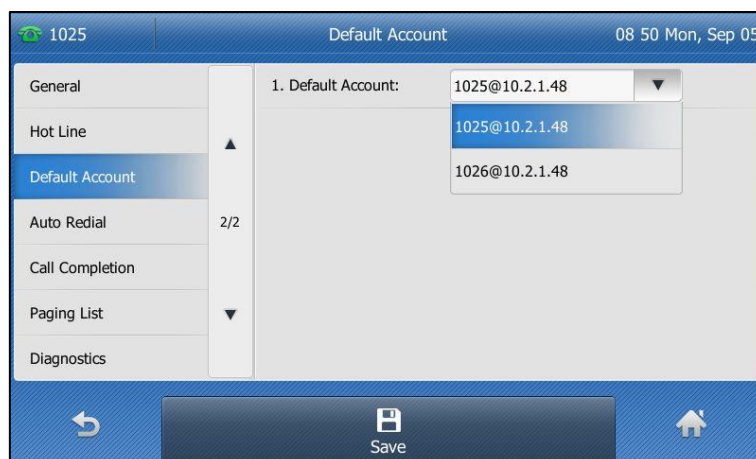 1025 Default Account 08 50 Mon, Sep 05
General
Hot Line
Default Account
Auto Redial
Call Completion
Paging List
Diagnostics
2/2
1. Default Account: 1025@10.2.1.48
1025@10.2.1.48
1026@10.2.1.48
Save